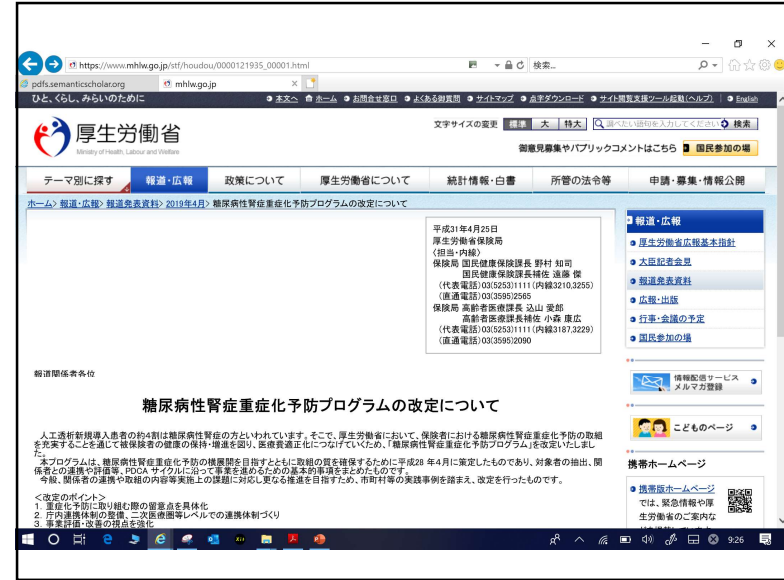 https://www.mhlw.go.jp/stf/houdou/0000121935_00001.html
検索...
pdfs.semanticscholar.org
mhlw.go.jp
ひと、くらし、みらいのために
本文へ ホーム お問合せ窓口 よくある御質問 サイトマップ 点字ダウンロード サイト閲覧支援ツール起動(ヘルプ) English
厚生労働省
Ministry of Health, Labour and Welfare
文字サイズの変更 標準 大 特大 調べたい語句を入力してください 検索
御意見募集やパブリックコメントはこちら 国民参加の場
テーマ別に探す 報道・広報 政策について 厚生労働省について 統計情報・白書 所管の法令等 申請・募集・情報公開
ホーム> 報道・広報> 報道発表資料> 2019年4月> 糖尿病性腎症重症化予防プログラムの改定について
平成31年4月25日
厚生労働省保険局
(担当・内線)
保険局 国民健康保険課長 野村 知司
国民健康保険課長補佐 遠藤 傑
(代表電話)03(5253)1111(内線3210,3255)
(直通電話)03(3595)2565
保険局 高齢者医療課長 込山 愛郎
高齢者医療課長補佐 小森 康広
(代表電話)03(5253)1111(内線3187,3229)
(直通電話)03(3595)2090
報道関係者各位
糖尿病性腎症重症化予防プログラムの改定について
人工透析新規導入患者の約4割は糖尿病性腎症の方といわれています。そこで、厚生労働省において、保険者における糖尿病性腎症重症化予防の取組
を充実することを通じて被保険者の健康の保持・増進を図り、医療費適正化につなげていくため、「糖尿病性腎症重症化予防プログラム」を改定いたしまし
た。
本プログラムは、糖尿病性腎症重症化予防の横展開を目指すとともに取組の質を確保するために平成28 年4月に策定したものであり、対象者の抽出、関
係者との連携や評価等、PDCA サイクルに沿って事業を進めるための基本的事項をまとめたものです。
今般、関係者の連携や取組の内容等実施上の課題に対応し更なる推進を目指すため、市町村等の実践事例を踏まえ、改定を行ったものです。
<改定のポイント>
1. 重症化予防に取り組む際の留意点を具体化
2. 庁内連携体制の整備、二次医療圏等レベルでの連携体制づくり
3. 事業評価・改善の視点を強化
報道・広報
厚生労働省広報基本指針
大臣記者会見
報道発表資料
広報・出版
行事・会議の予定
国民参加の場
情報配信サービス
メルマガ登録
こどものページ
携帯ホームページ
携帯版ホームページ
では、緊急情報や厚
生労働省のご案内な
9:26